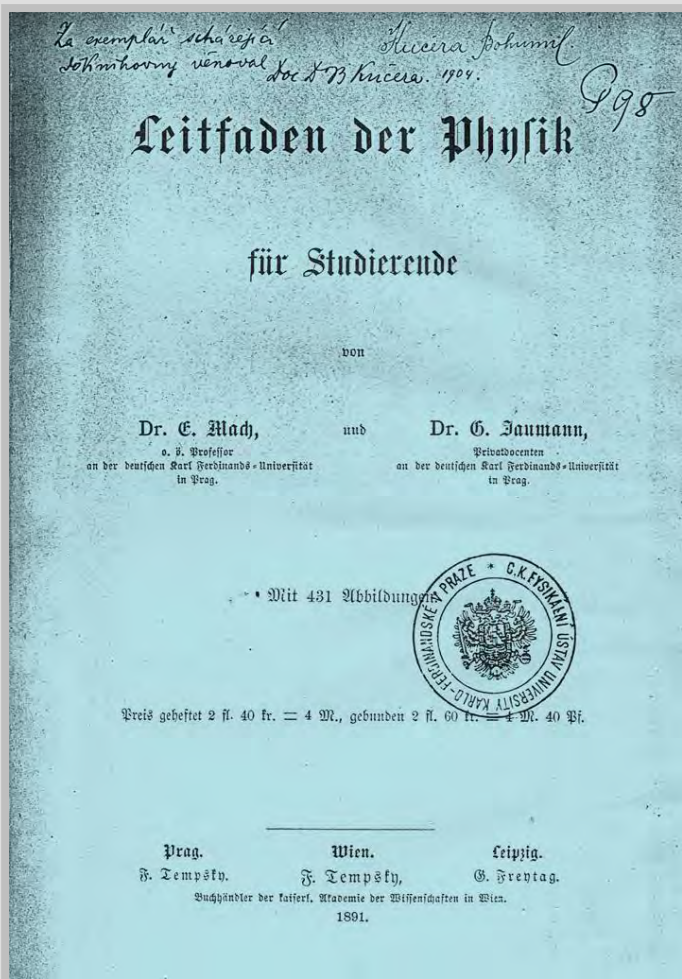 Za exemplář scházející
do knihovny věnoval Doc Dr B Kučera. 1904.
Kučera Bohumil.
P98
Leitfaden der Physik
für Studierende
von
Dr. E. Mach, und Dr. G. Jaumann,
o. ö. Professor Privatdocenten
an der deutschen Karl Ferdinands-Universität an der deutschen Karl Ferdinands-Universität
in Prag. in Prag.
Mit 431 Abbildungen.
C.K. FYSIKALNÍ ÚSTAV UNIVERSITY KARLO-FERDINANDSKÉ V PRAZE *
Preis geheftet 2 fl. 40 kr. = 4 M., gebunden 2 fl. 60 kr. = 4 M. 40 Pf.
Prag. Wien. Leipzig.
F. Tempsky. F. Tempsky, G. Freytag.
Buchhändler der kaiserl. Akademie der Wissenschaften in Wien.
1891.